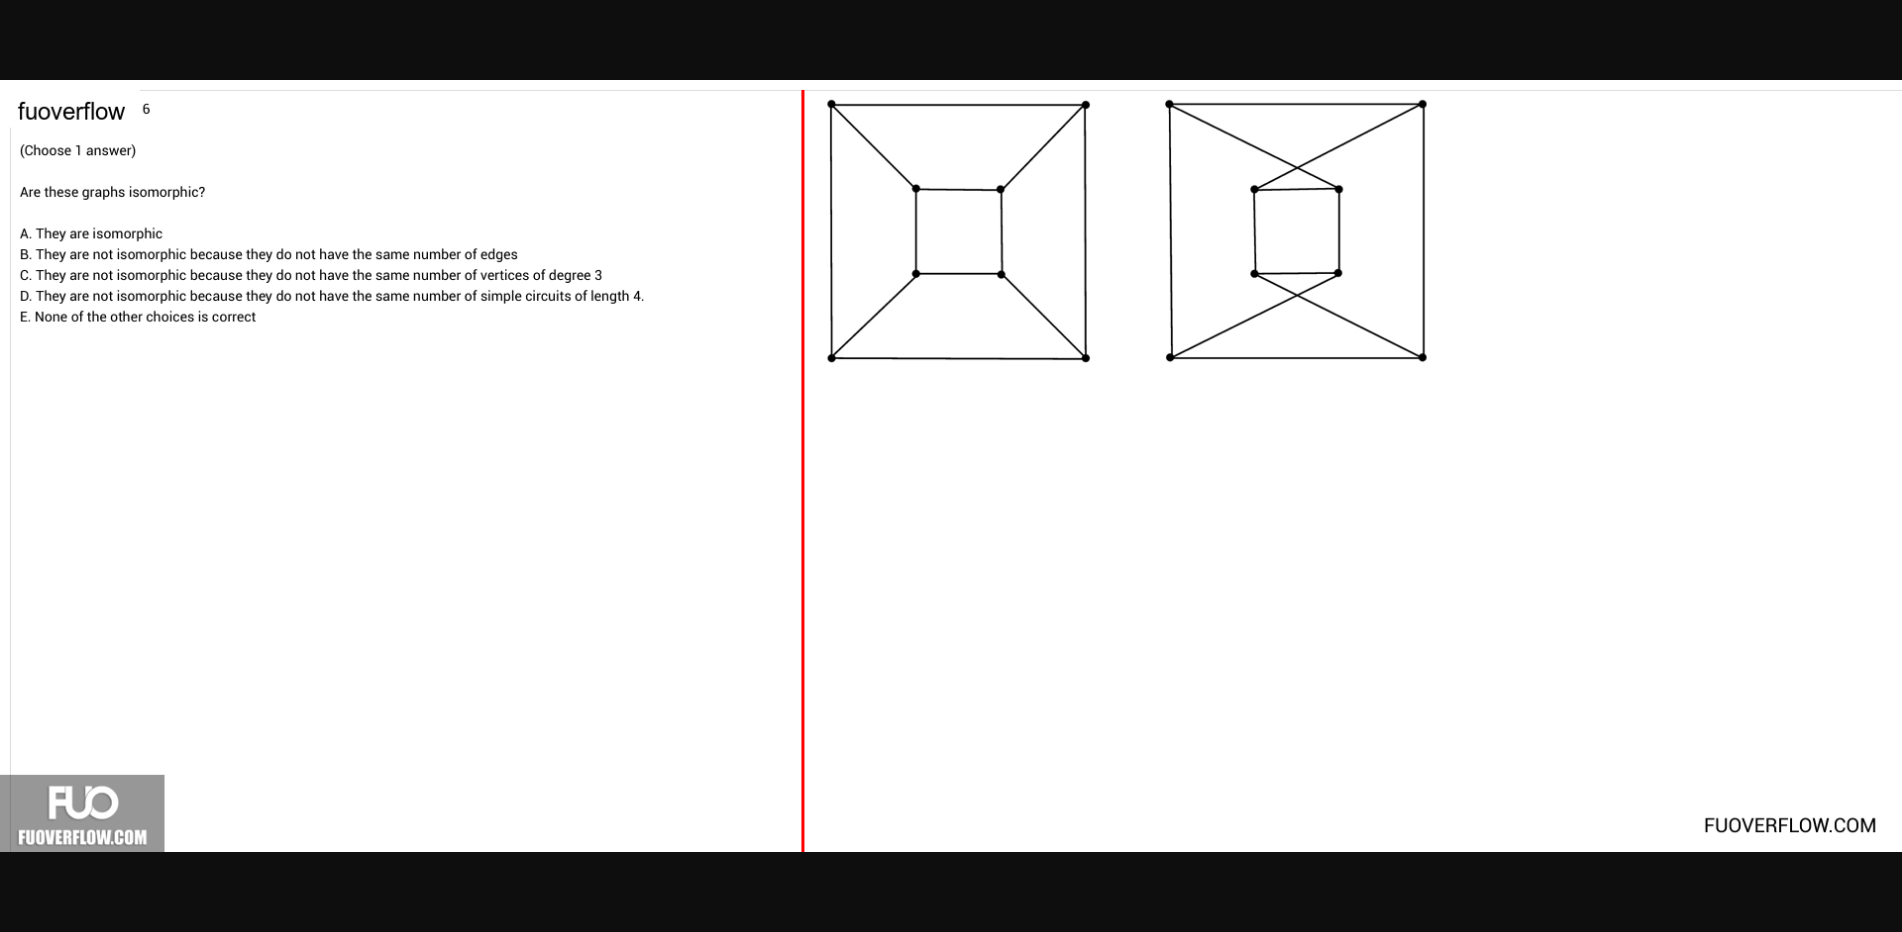 fuoverflow 6
(Choose 1 answer)
Are these graphs isomorphic?
A. They are isomorphic
B. They are not isomorphic because they do not have the same number of edges
C. They are not isomorphic because they do not have the same number of vertices of degree 3
D. They are not isomorphic because they do not have the same number of simple circuits of length 4.
E. None of the other choices is correct
FUO
FUOVERFLOW.COM
FUOVERFLOW.COM